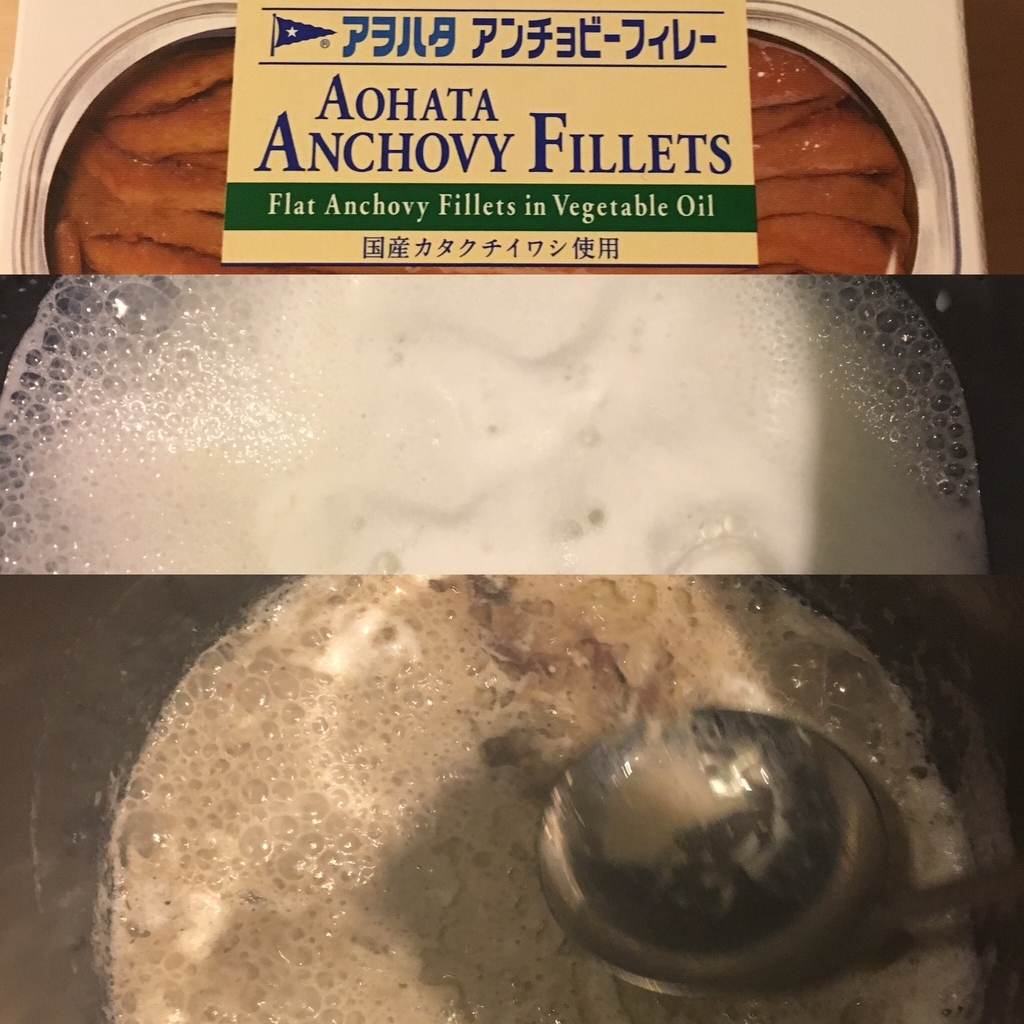 ® アヲハタ アンチョビーフィレー
AOHATA
ANCHOVY FILLETS
Flat Anchovy Fillets in Vegetable Oil
国産カタクチイワシ使用